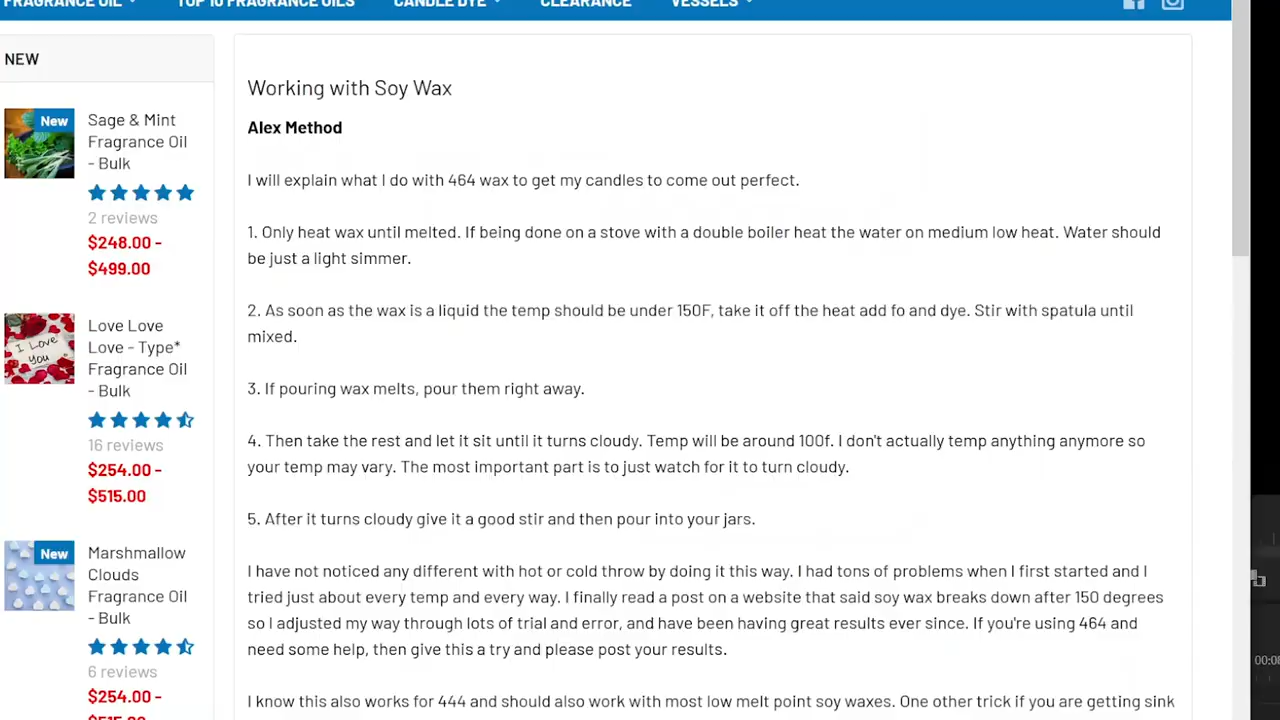 FRAGRANCE OIL
TOP 10 FRAGRANCE OILS
CANDLE DYE
CLEARANCE
VESSELS
NEW
New
Sage & Mint
Fragrance Oil
- Bulk
2 reviews
$248.00 -
$499.00
I Love
You
Love Love
Love - Type*
Fragrance Oil
- Bulk
16 reviews
$254.00 -
$515.00
New
Marshmallow
Clouds
Fragrance Oil
- Bulk
6 reviews
$254.00 -
$515.00
Working with Soy Wax
Alex Method
I will explain what I do with 464 wax to get my candles to come out perfect.
1. Only heat wax until melted. If being done on a stove with a double boiler heat the water on medium low heat. Water should
be just a light simmer.
2. As soon as the wax is a liquid the temp should be under 150F, take it off the heat add fo and dye. Stir with spatula until
mixed.
3. If pouring wax melts, pour them right away.
4. Then take the rest and let it sit until it turns cloudy. Temp will be around 100f. I don't actually temp anything anymore so
your temp may vary. The most important part is to just watch for it to turn cloudy.
5. After it turns cloudy give it a good stir and then pour into your jars.
I have not noticed any different with hot or cold throw by doing it this way. I had tons of problems when I first started and I
tried just about every temp and every way. I finally read a post on a website that said soy wax breaks down after 150 degrees
so I adjusted my way through lots of trial and error, and have been having great results ever since. If you're using 464 and
need some help, then give this a try and please post your results.
I know this also works for 444 and should also work with most low melt point soy waxes. One other trick if you are getting sink